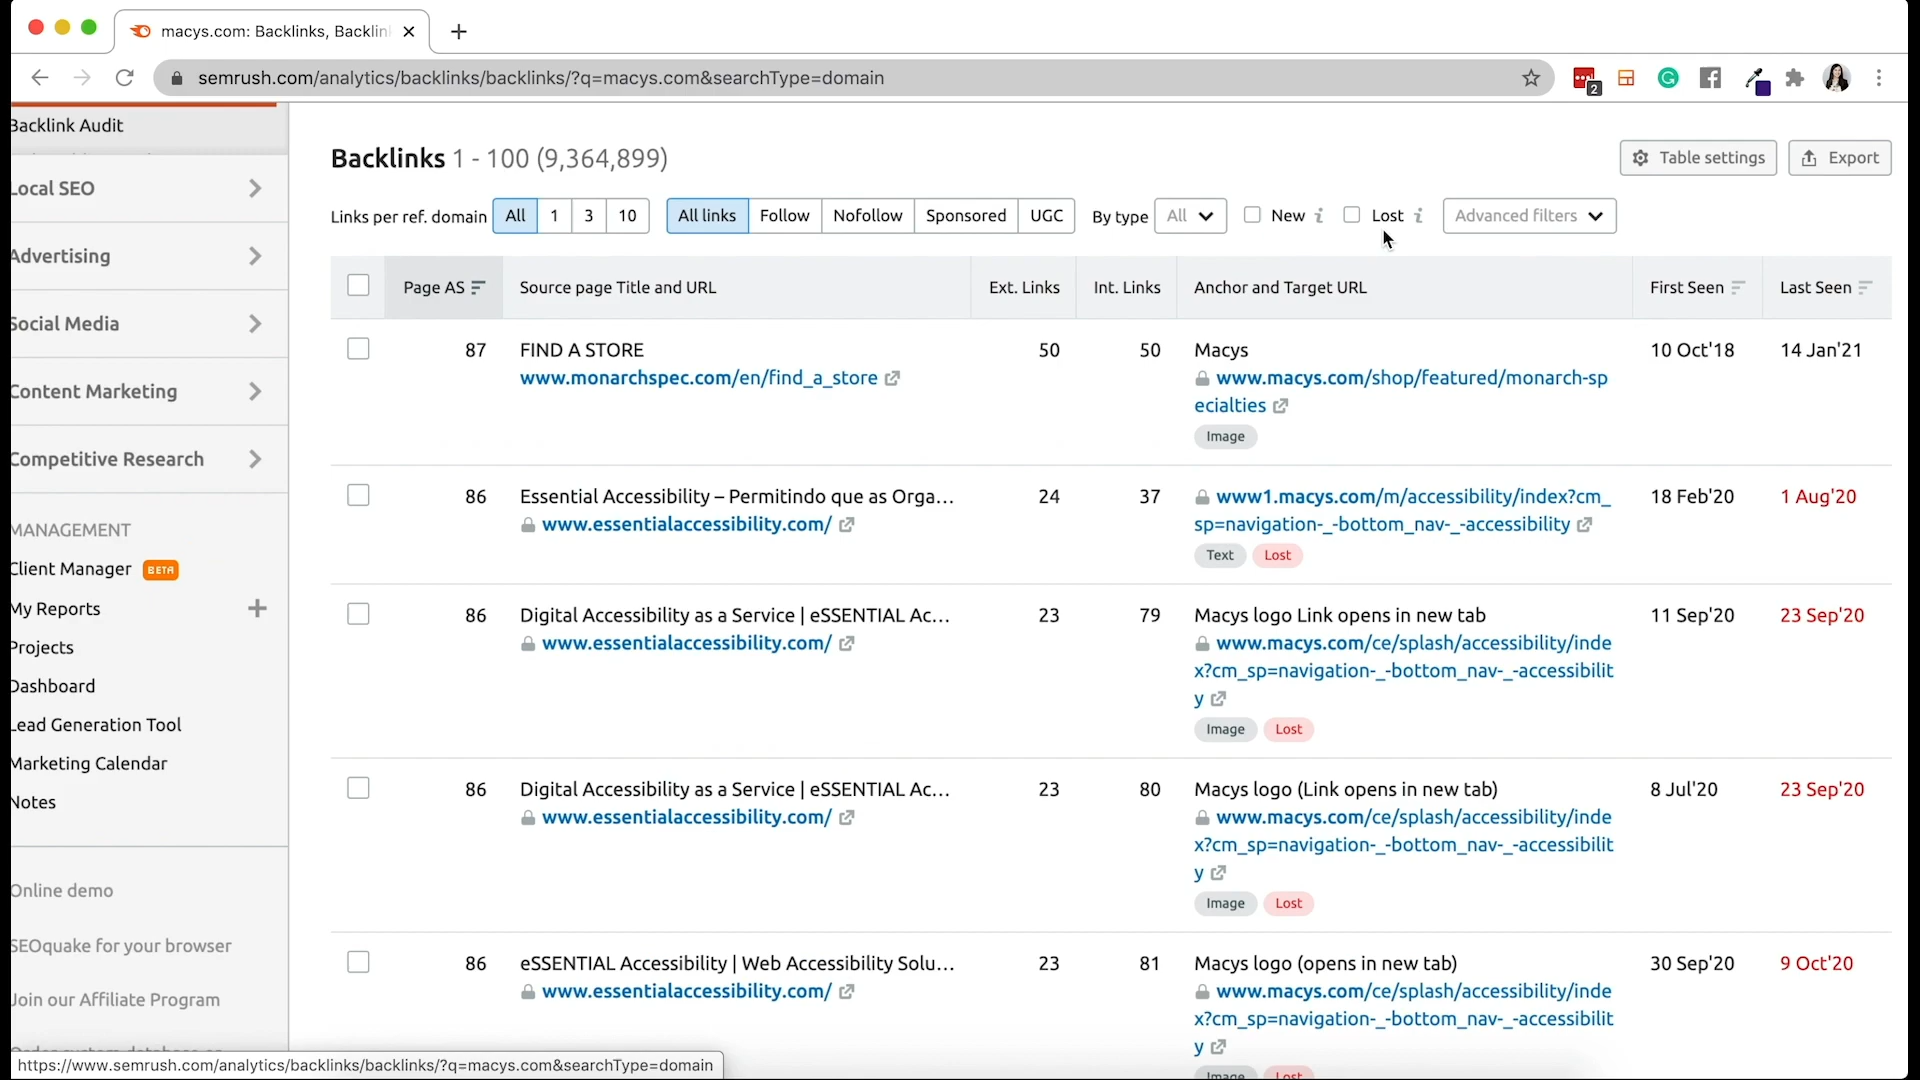 macys.com: Backlinks, Backlin
semrush.com/analytics/backlinks/backlinks/?q=macys.com&searchType=domain
2
Backlink Audit
Local SEO
Advertising
Social Media
Content Marketing
Competitive Research
MANAGEMENT
Client Manager BETA
My Reports
Projects
Dashboard
Lead Generation Tool
Marketing Calendar
Notes
Online demo
SEOquake for your browser
Join our Affiliate Program
https://www.semrush.com/analytics/backlinks/backlinks/?q=macys.com&searchType=domain
Backlinks 1 - 100 (9,364,899)
Table settings
Export
Links per ref. domain All 1 3 10 All links Follow Nofollow Sponsored UGC By type All New i Lost i Advanced filters
Page AS Source page Title and URL Ext. Links Int. Links Anchor and Target URL First Seen Last Seen
87 FIND A STORE 50 50 Macys 10 Oct'18 14 Jan'21
www.monarchspec.com/en/find_a_store www.macys.com/shop/featured/monarch-sp
ecialties
Image
86 Essential Accessibility – Permitindo que as Orga... 24 37 www1.macys.com/m/accessibility/index?cm_ 18 Feb'20 1 Aug'20
www.essentialaccessibility.com/ sp=navigation-_-bottom_nav-_-accessibility
Text Lost
86 Digital Accessibility as a Service | eSSENTIAL Ac... 23 79 Macys logo Link opens in new tab 11 Sep'20 23 Sep'20
www.essentialaccessibility.com/ www.macys.com/ce/splash/accessibility/inde
x?cm_sp=navigation-_-bottom_nav-_-accessibilit
y
Image Lost
86 Digital Accessibility as a Service | eSSENTIAL Ac... 23 80 Macys logo (Link opens in new tab) 8 Jul'20 23 Sep'20
www.essentialaccessibility.com/ www.macys.com/ce/splash/accessibility/inde
x?cm_sp=navigation-_-bottom_nav-_-accessibilit
y
Image Lost
86 eSSENTIAL Accessibility | Web Accessibility Solu... 23 81 Macys logo (opens in new tab) 30 Sep'20 9 Oct'20
www.essentialaccessibility.com/ www.macys.com/ce/splash/accessibility/inde
x?cm_sp=navigation-_-bottom_nav-_-accessibilit
y
Image Lost